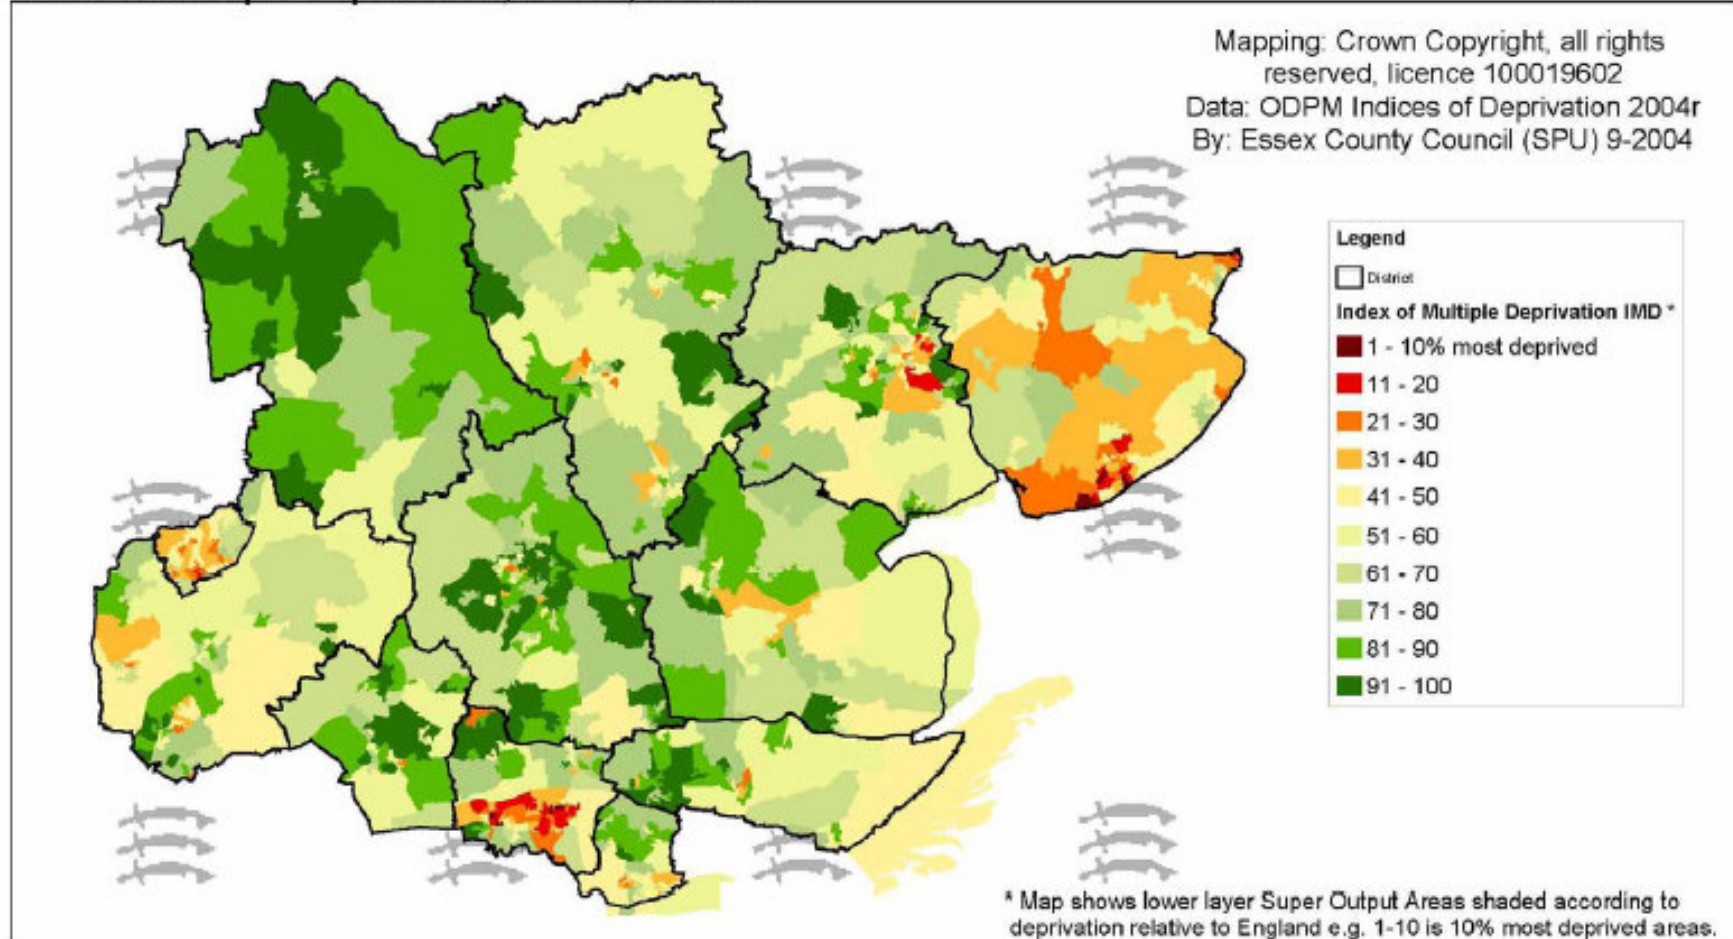 Mapping: Crown Copyright, all rights
reserved, licence 100019602
Data: ODPM Indices of Deprivation 2004r
By: Essex County Council (SPU) 9-2004
Legend
District
Index of Multiple Deprivation IMD *
1 - 10% most deprived
11 - 20
21 - 30
31 - 40
41 - 50
51 - 60
61 - 70
71 - 80
81 - 90
91 - 100
* Map shows lower layer Super Output Areas shaded according to
deprivation relative to England e.g. 1-10 is 10% most deprived areas.